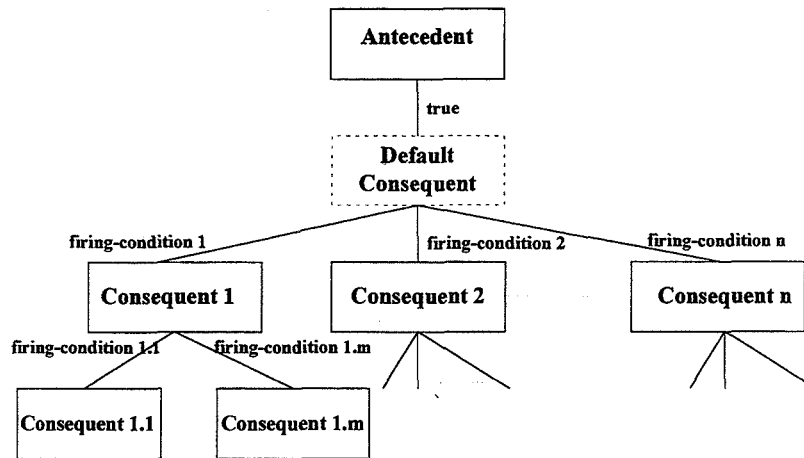 Antecedent
true
Default
Consequent
firing-condition 1
firing-condition 2
firing-condition n
Consequent 1
Consequent 2
Consequent n
firing-condition 1.1
firing-condition 1.m
Consequent 1.1
Consequent 1.m